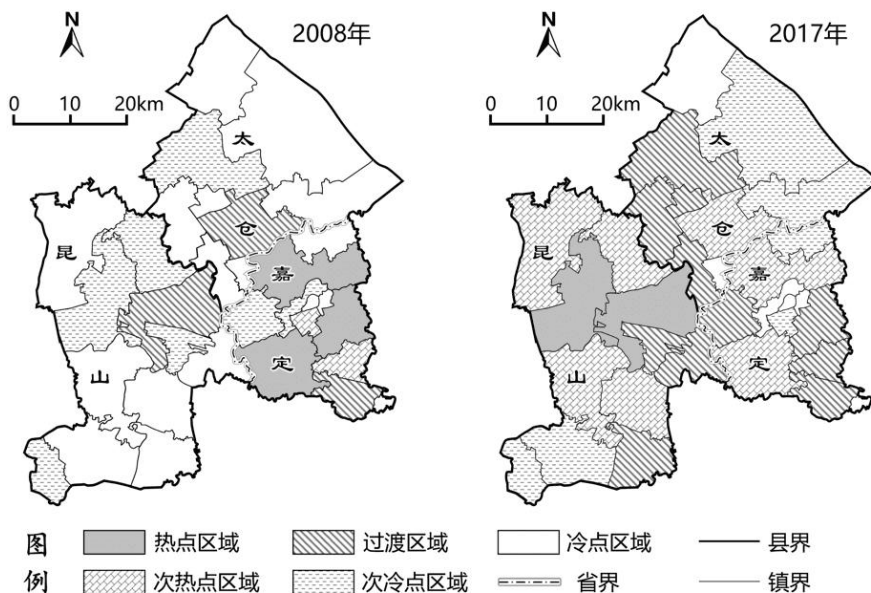 N
2008年
0 10 20km
太
仓
昆
嘉
山
定
N
2017年
0 10 20km
太
仓
昆
嘉
山
定
图例
热点区域
过渡区域
冷点区域
县界
次热点区域
次冷点区域
省界
镇界